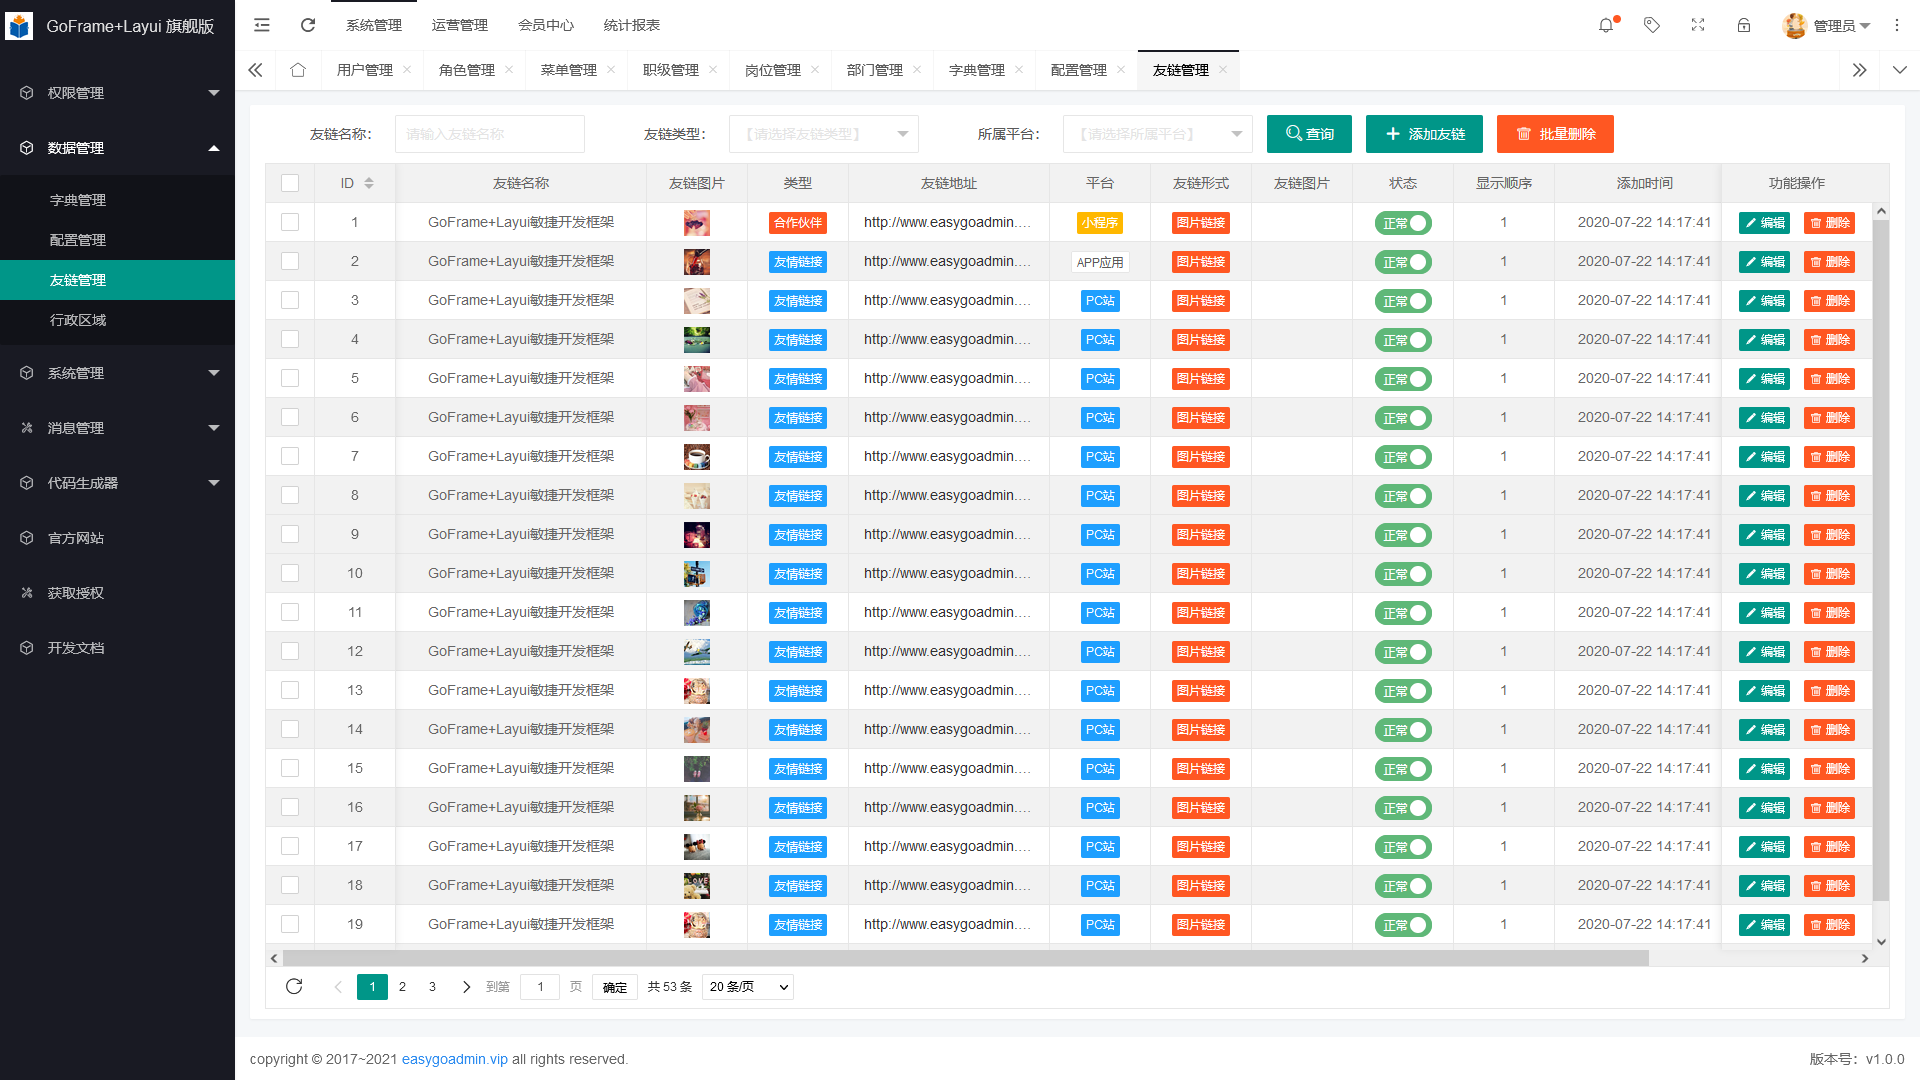 GoFrame+Layui 旗舰版
系统管理 运营管理 会员中心 统计报表
管理员
用户管理 角色管理 菜单管理 职级管理 岗位管理 部门管理 字典管理 配置管理 友链管理
权限管理
数据管理
字典管理
配置管理
友链管理
行政区域
系统管理
消息管理
代码生成器
官方网站
获取授权
开发文档
友链名称： 请输入友链名称 友链类型： 【请选择友链类型】 所属平台： 【请选择所属平台】 查询 添加友链 批量删除
ID 友链名称 友链图片 类型 友链地址 平台 友链形式 友链图片 状态 显示顺序 添加时间 功能操作
1 GoFrame+Layui敏捷开发框架 合作伙伴 http://www.easygoadmin.... 小程序 图片链接 正常 1 2020-07-22 14:17:41 编辑 删除
2 GoFrame+Layui敏捷开发框架 友情链接 http://www.easygoadmin.... APP应用 图片链接 正常 1 2020-07-22 14:17:41 编辑 删除
3 GoFrame+Layui敏捷开发框架 友情链接 http://www.easygoadmin.... PC站 图片链接 正常 1 2020-07-22 14:17:41 编辑 删除
4 GoFrame+Layui敏捷开发框架 友情链接 http://www.easygoadmin.... PC站 图片链接 正常 1 2020-07-22 14:17:41 编辑 删除
5 GoFrame+Layui敏捷开发框架 友情链接 http://www.easygoadmin.... PC站 图片链接 正常 1 2020-07-22 14:17:41 编辑 删除
6 GoFrame+Layui敏捷开发框架 友情链接 http://www.easygoadmin.... PC站 图片链接 正常 1 2020-07-22 14:17:41 编辑 删除
7 GoFrame+Layui敏捷开发框架 友情链接 http://www.easygoadmin.... PC站 图片链接 正常 1 2020-07-22 14:17:41 编辑 删除
8 GoFrame+Layui敏捷开发框架 友情链接 http://www.easygoadmin.... PC站 图片链接 正常 1 2020-07-22 14:17:41 编辑 删除
9 GoFrame+Layui敏捷开发框架 友情链接 http://www.easygoadmin.... PC站 图片链接 正常 1 2020-07-22 14:17:41 编辑 删除
10 GoFrame+Layui敏捷开发框架 友情链接 http://www.easygoadmin.... PC站 图片链接 正常 1 2020-07-22 14:17:41 编辑 删除
11 GoFrame+Layui敏捷开发框架 友情链接 http://www.easygoadmin.... PC站 图片链接 正常 1 2020-07-22 14:17:41 编辑 删除
12 GoFrame+Layui敏捷开发框架 友情链接 http://www.easygoadmin.... PC站 图片链接 正常 1 2020-07-22 14:17:41 编辑 删除
13 GoFrame+Layui敏捷开发框架 友情链接 http://www.easygoadmin.... PC站 图片链接 正常 1 2020-07-22 14:17:41 编辑 删除
14 GoFrame+Layui敏捷开发框架 友情链接 http://www.easygoadmin.... PC站 图片链接 正常 1 2020-07-22 14:17:41 编辑 删除
15 GoFrame+Layui敏捷开发框架 友情链接 http://www.easygoadmin.... PC站 图片链接 正常 1 2020-07-22 14:17:41 编辑 删除
16 GoFrame+Layui敏捷开发框架 友情链接 http://www.easygoadmin.... PC站 图片链接 正常 1 2020-07-22 14:17:41 编辑 删除
17 GoFrame+Layui敏捷开发框架 友情链接 http://www.easygoadmin.... PC站 图片链接 正常 1 2020-07-22 14:17:41 编辑 删除
18 GoFrame+Layui敏捷开发框架 友情链接 http://www.easygoadmin.... PC站 图片链接 正常 1 2020-07-22 14:17:41 编辑 删除
19 GoFrame+Layui敏捷开发框架 友情链接 http://www.easygoadmin.... PC站 图片链接 正常 1 2020-07-22 14:17:41 编辑 删除
1 2 3 到第 1 页 确定 共 53 条 20 条/页
copyright © 2017~2021 easygoadmin.vip all rights reserved.
版本号：v1.0.0